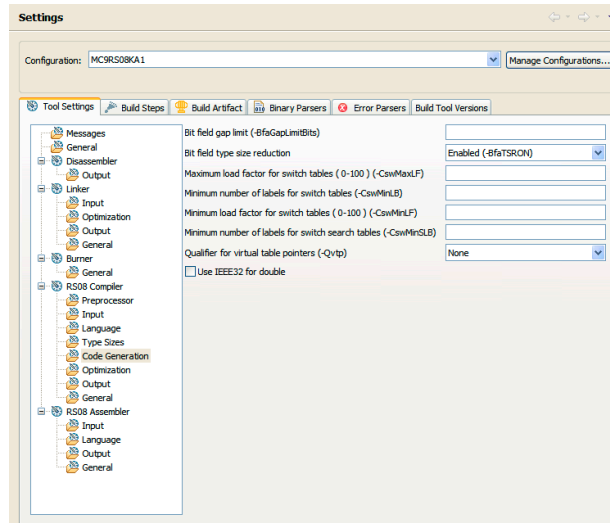 Settings
Configuration: MC9RS08KA1 Manage Configurations...
Tool Settings Build Steps Build Artifact Binary Parsers Error Parsers Build Tool Versions
Messages
General
Disassembler
Output
Linker
Input
Optimization
Output
General
Burner
General
RS08 Compiler
Preprocessor
Input
Language
Type Sizes
Code Generation
Optimization
Output
General
RS08 Assembler
Input
Language
Output
General
Bit field gap limit (-BfaGapLimitBits)
Bit field type size reduction Enabled (-BfaTSRON)
Maximum load factor for switch tables ( 0-100 ) (-CswMaxLF)
Minimum number of labels for switch tables (-CswMinLB)
Minimum load factor for switch tables ( 0-100 ) (-CswMinLF)
Minimum number of labels for switch search tables (-CswMinSLB)
Qualifier for virtual table pointers (-Qvtp) None
Use IEEE32 for double